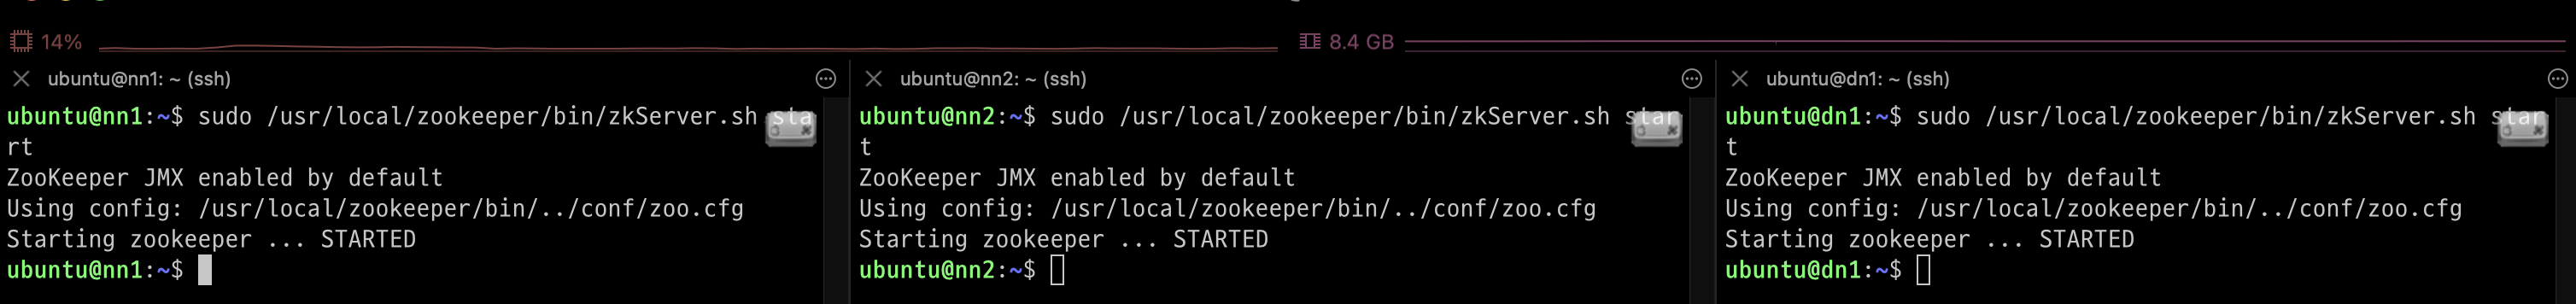 14%
8.4 GB
ubuntu@nn1: ~ (ssh)
ubuntu@nn1:~$ sudo /usr/local/zookeeper/bin/zkServer.sh sta
rt
ZooKeeper JMX enabled by default
Using config: /usr/local/zookeeper/bin/../conf/zoo.cfg
Starting zookeeper ... STARTED
ubuntu@nn1:~$
ubuntu@nn2: ~ (ssh)
ubuntu@nn2:~$ sudo /usr/local/zookeeper/bin/zkServer.sh star
t
ZooKeeper JMX enabled by default
Using config: /usr/local/zookeeper/bin/../conf/zoo.cfg
Starting zookeeper ... STARTED
ubuntu@nn2:~$
ubuntu@dn1: ~ (ssh)
ubuntu@dn1:~$ sudo /usr/local/zookeeper/bin/zkServer.sh star
t
ZooKeeper JMX enabled by default
Using config: /usr/local/zookeeper/bin/../conf/zoo.cfg
Starting zookeeper ... STARTED
ubuntu@dn1:~$